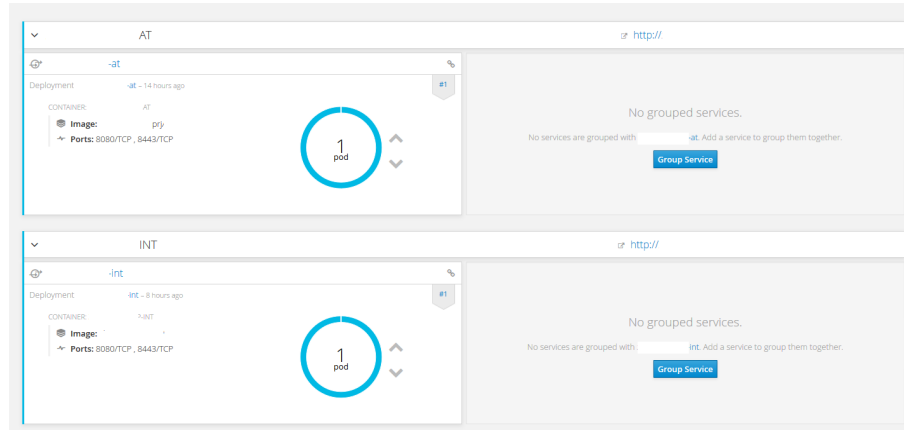 AT
http://
-at
Deployment -at – 14 hours ago
#1
CONTAINER: AT
Image: prj
Ports: 8080/TCP , 8443/TCP
1
pod
No grouped services.
No services are grouped with -at. Add a service to group them together.
Group Service
INT
http://
-int
Deployment -int – 8 hours ago
#1
CONTAINER: -INT
Image:
Ports: 8080/TCP , 8443/TCP
1
pod
No grouped services.
No services are grouped with int. Add a service to group them together.
Group Service